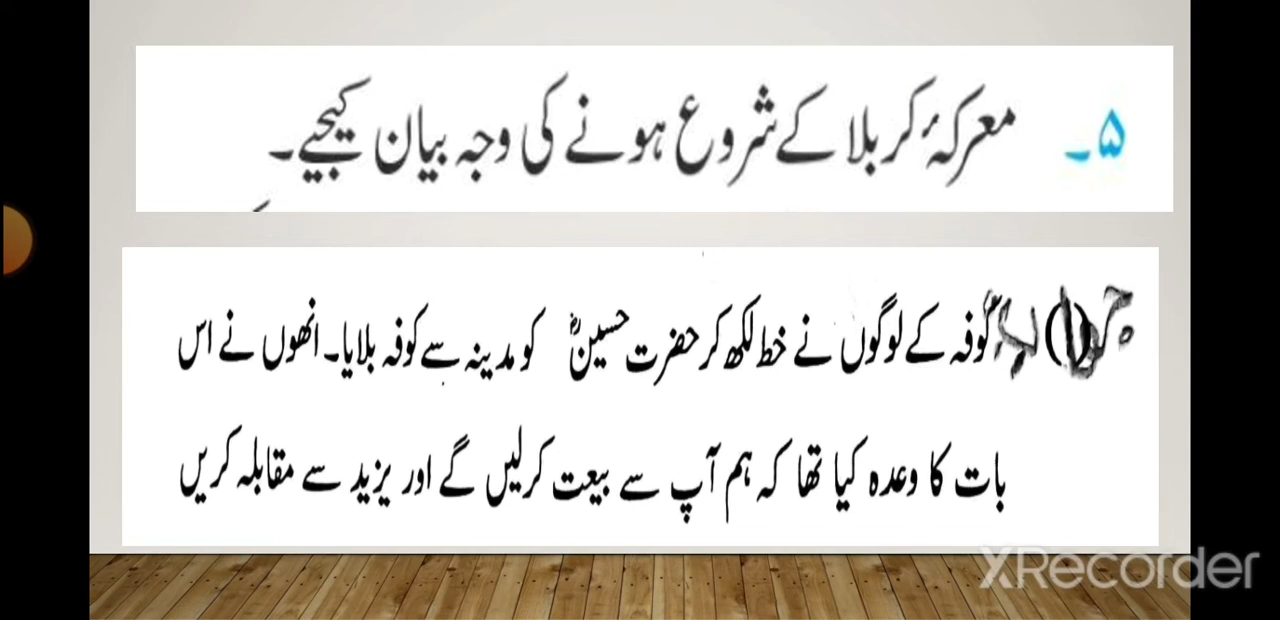 ۵۔ معرکۂ کربلا کے شروع ہونے کی وجہ بیان کیجیے۔
کوفہ کے لوگوں نے خط لکھ کر حضرت حسینؓ کو مدینہ سے کوفہ بلایا۔ انھوں نے اس
بات کا وعدہ کیا تھا کہ ہم آپ سے بیعت کرلیں گے اور یزید سے مقابلہ کریں
XRecorder